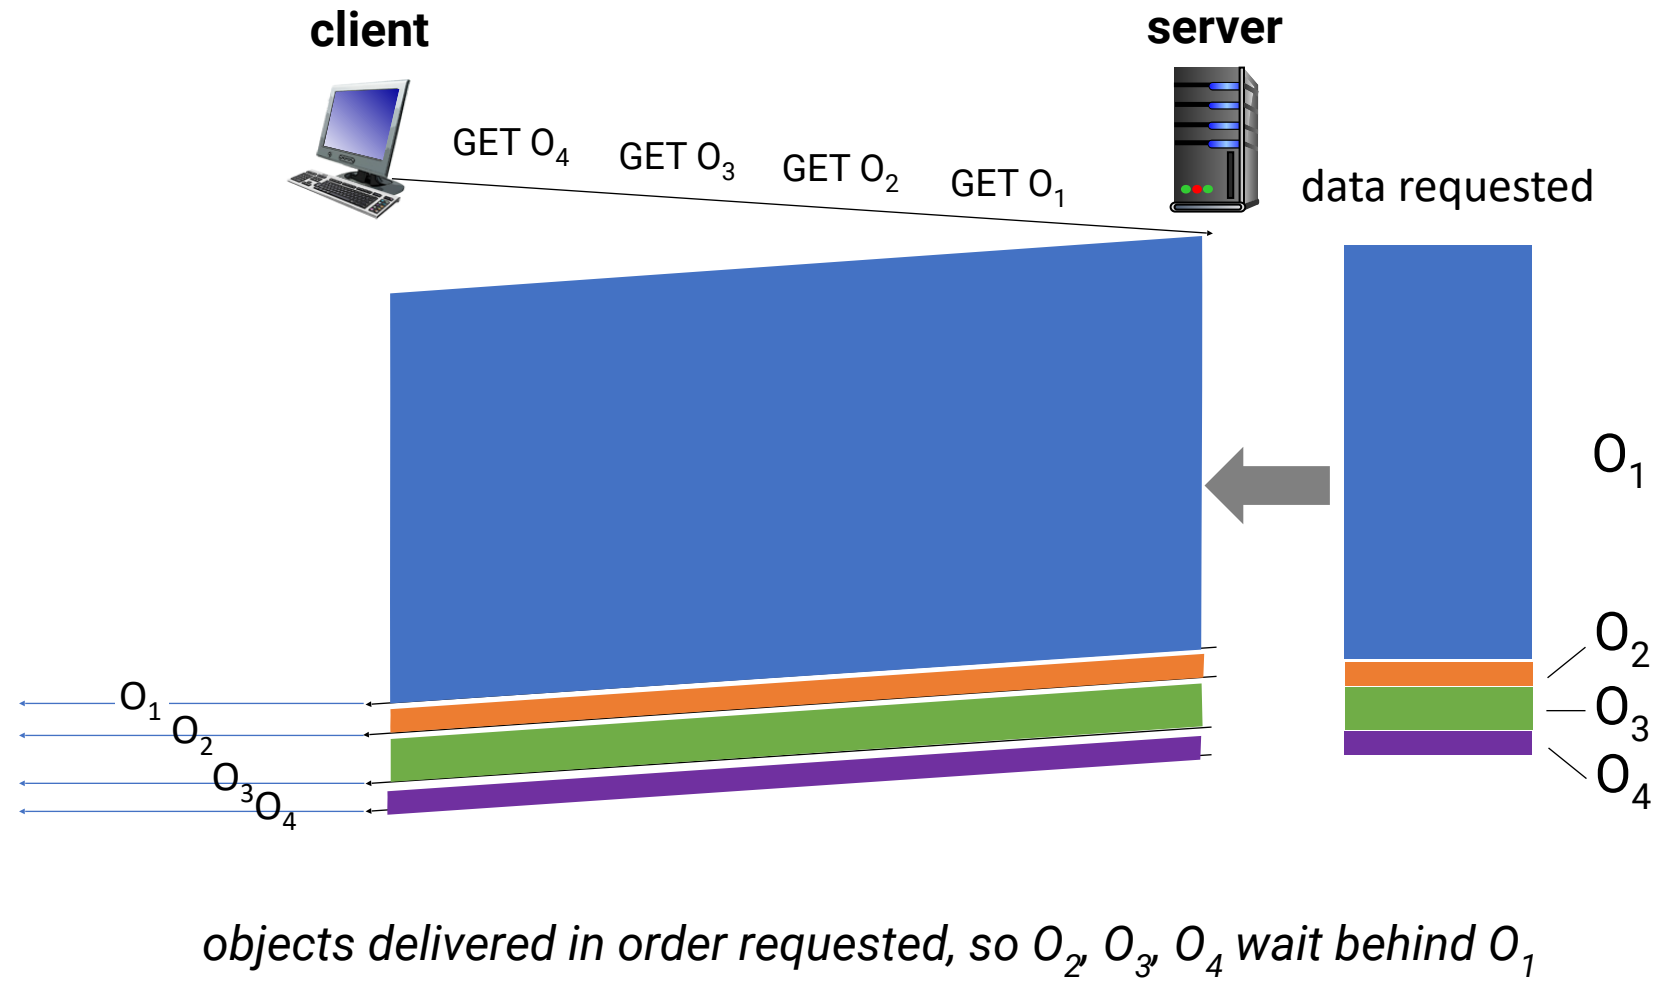 client
server
GET O4
GET O3
GET O2
GET O1
data requested
O1
O2
O3
O4
O1
O2
O3
O4
objects delivered in order requested, so O2, O3, O4 wait behind O1